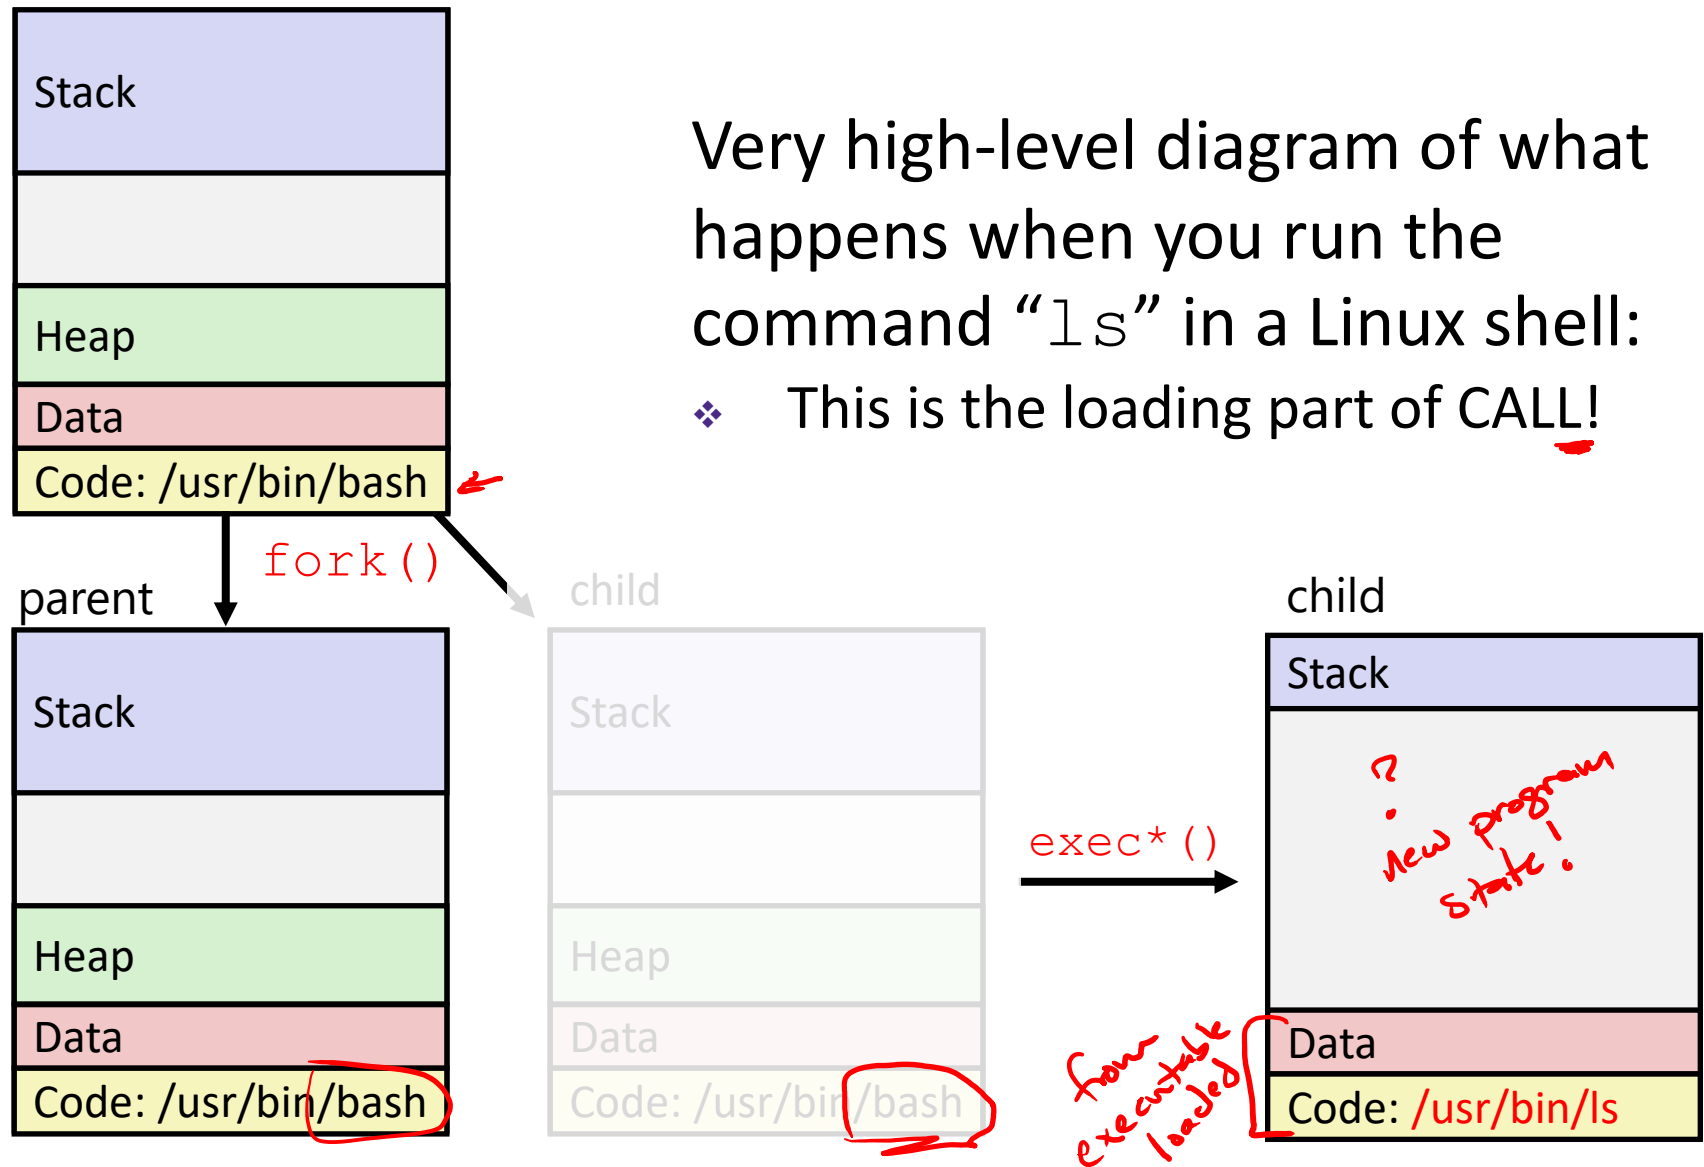 Stack
Heap
Data
Code: /usr/bin/bash
Very high-level diagram of what
happens when you run the
command “ls” in a Linux shell:
❖ This is the loading part of CALL!
fork()
parent
Stack
Heap
Data
Code: /usr/bin/bash
child
Stack
Heap
Data
Code: /usr/bin/bash
exec*()
child
Stack
?
New program
state!
Data
Code: /usr/bin/ls
from
executable
loaded